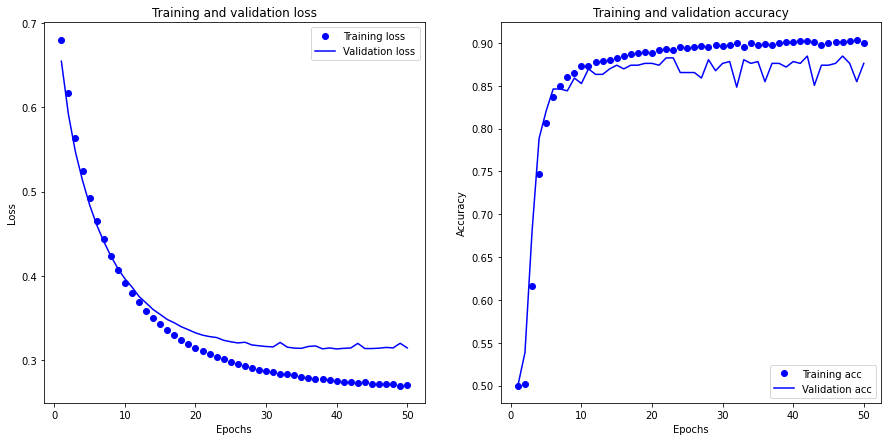 Training and validation loss
Training loss
Validation loss
0.7
0.6
0.5
0.4
0.3
Loss
0
10
20
30
40
50
Epochs
Training and validation accuracy
0.90
0.85
0.80
0.75
0.70
0.65
0.60
0.55
0.50
Accuracy
Training acc
Validation acc
0
10
20
30
40
50
Epochs